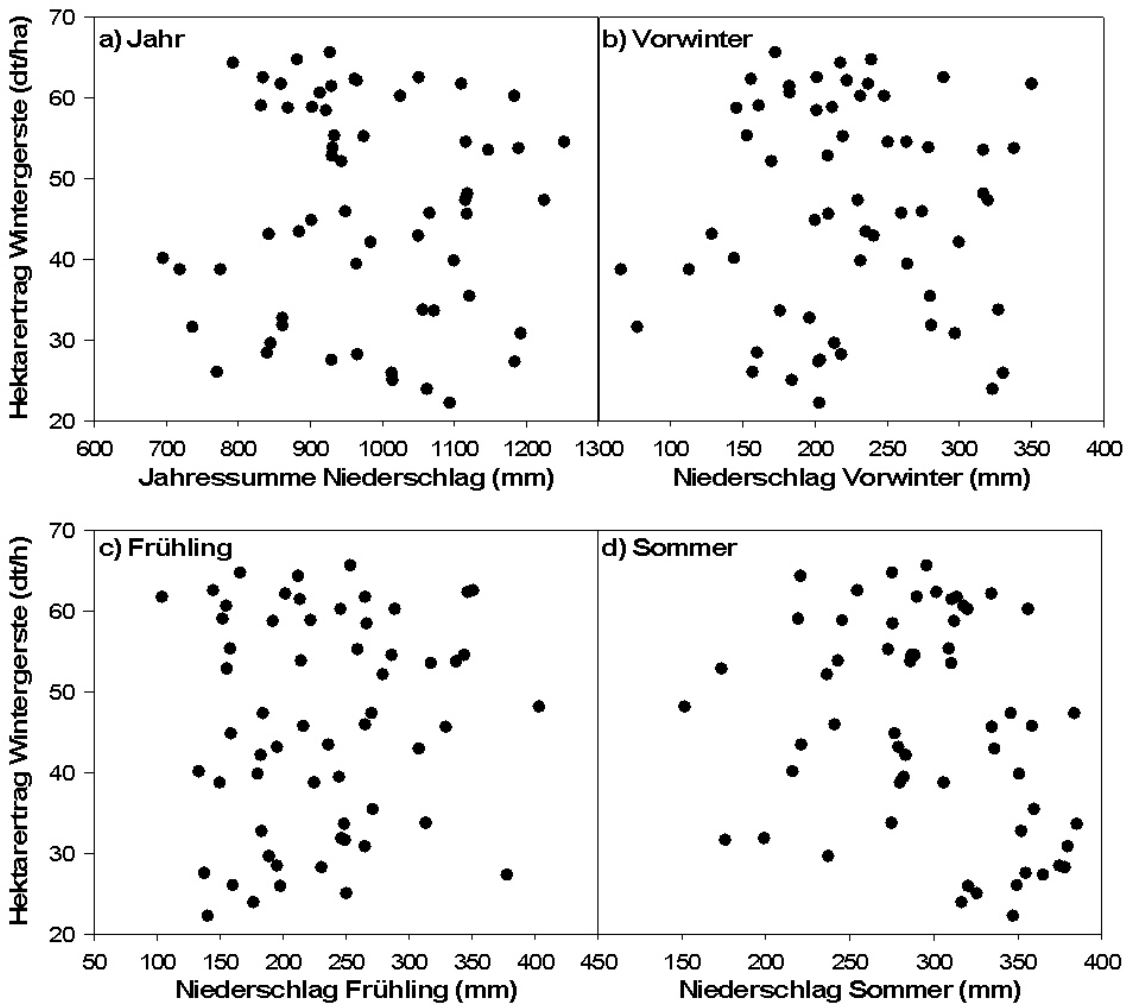 70
60
50
40
30
20
Hektarertrag Wintergerste (dt/ha)
a) Jahr
b) Vorwinter
600 700 800 900 1000 1100 1200 1300 100 150 200 250 300 350 400
Jahressumme Niederschlag (mm)
Niederschlag Vorwinter (mm)
70
60
50
40
30
20
Hektarertrag Wintergerste (dt/h)
c) Frühling
d) Sommer
50 100 150 200 250 300 350 400 450 150 200 250 300 350 400
Niederschlag Frühling (mm)
Niederschlag Sommer (mm)